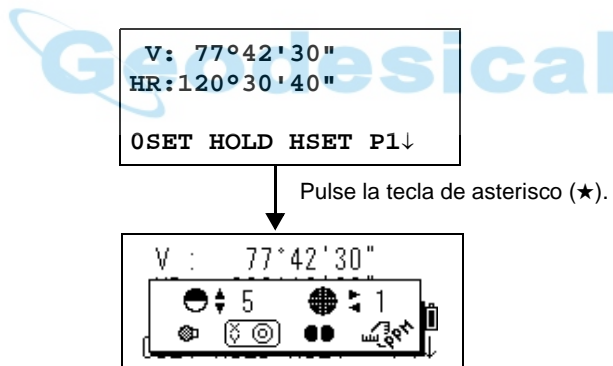 Geodesical
V: 77°42'30"
HR:120°30'40"
0SET HOLD HSET P1↓
Pulse la tecla de asterisco (★).
V : 77°42'30"
5 1
PPM